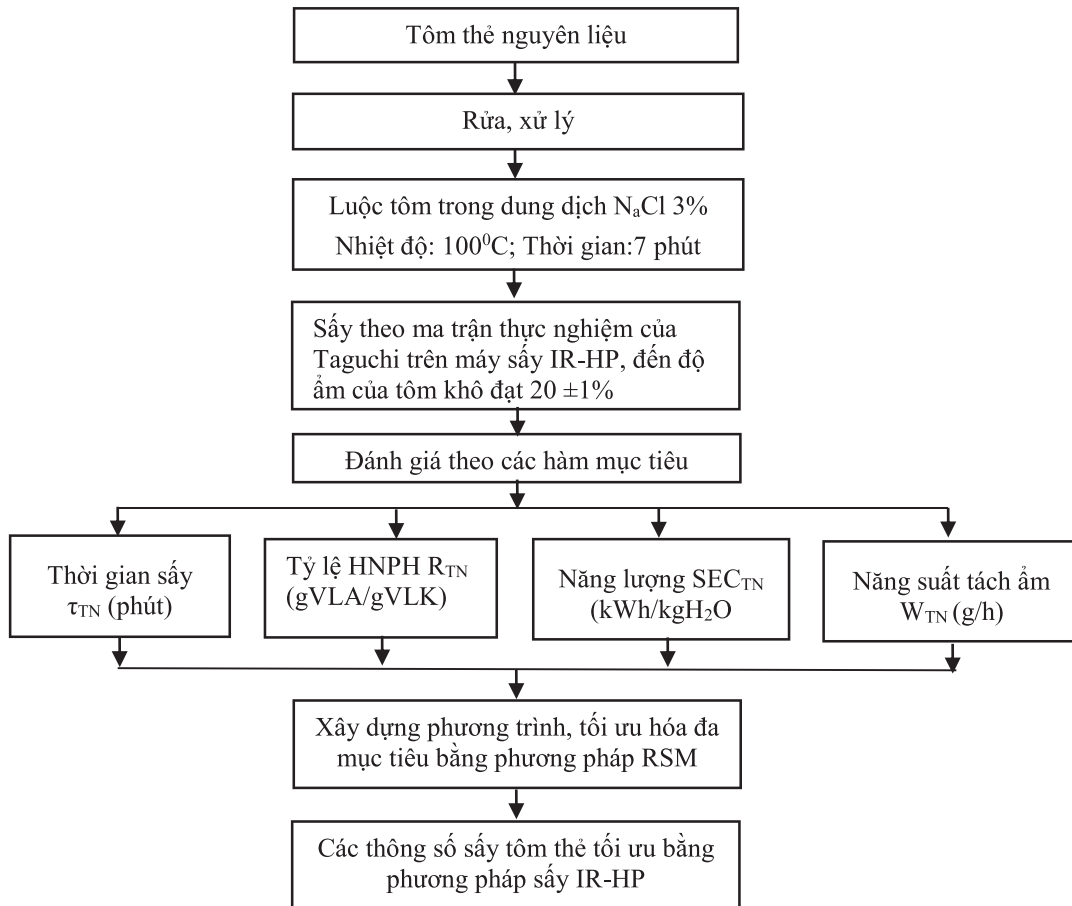 Tôm thẻ nguyên liệu
Rửa, xử lý
Luộc tôm trong dung dịch NaCl 3%
Nhiệt độ: 100⁰C; Thời gian:7 phút
Sấy theo ma trận thực nghiệm của
Taguchi trên máy sấy IR-HP, đến độ
ẩm của tôm khô đạt 20 ±1%
Đánh giá theo các hàm mục tiêu
Thời gian sấy
τTN (phút)
Tỷ lệ HNPH RTN
(gVLA/gVLK)
Năng lượng SECTN
(kWh/kgH₂O
Năng suất tách ẩm
WTN (g/h)
Xây dựng phương trình, tối ưu hóa đa
mục tiêu bằng phương pháp RSM
Các thông số sấy tôm thẻ tối ưu bằng
phương pháp sấy IR-HP